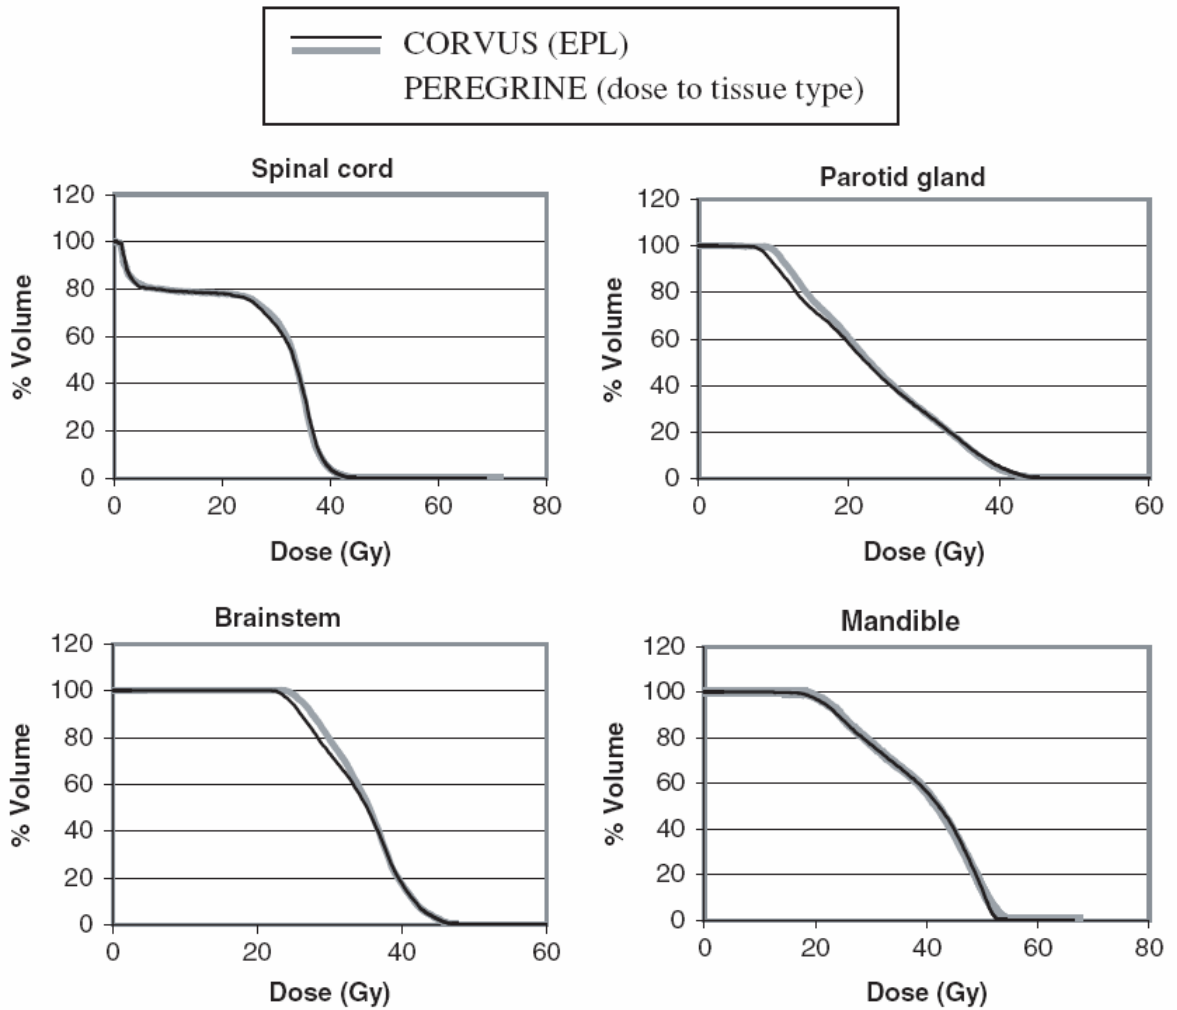 CORVUS (EPL)
PEREGRINE (dose to tissue type)
Spinal cord
120
100
80
60
40
20
0
% Volume
0 20 40 60 80
Dose (Gy)
Parotid gland
120
100
80
60
40
20
0
% Volume
0 20 40 60
Dose (Gy)
Brainstem
120
100
80
60
40
20
0
% Volume
0 20 40 60
Dose (Gy)
Mandible
120
100
80
60
40
20
0
% Volume
0 20 40 60 80
Dose (Gy)